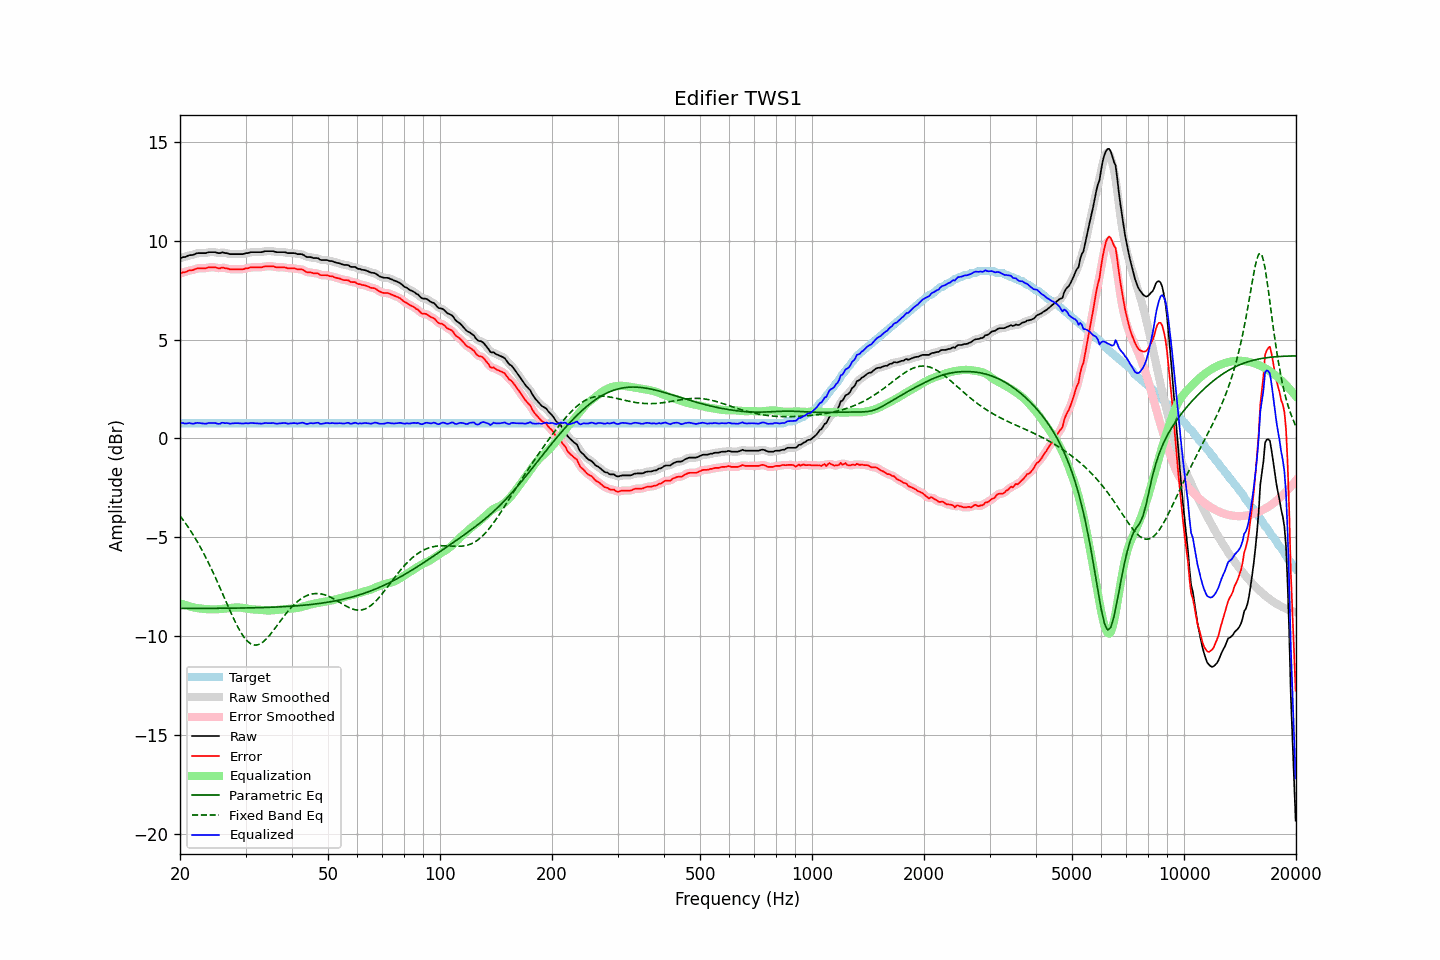 Edifier TWS1
Amplitude (dBr)
15
10
5
0
−5
−10
−15
−20
Target
Raw Smoothed
Error Smoothed
Raw
Error
Equalization
Parametric Eq
Fixed Band Eq
Equalized
20 50 100 200 500 1000 2000 5000 10000 20000
Frequency (Hz)